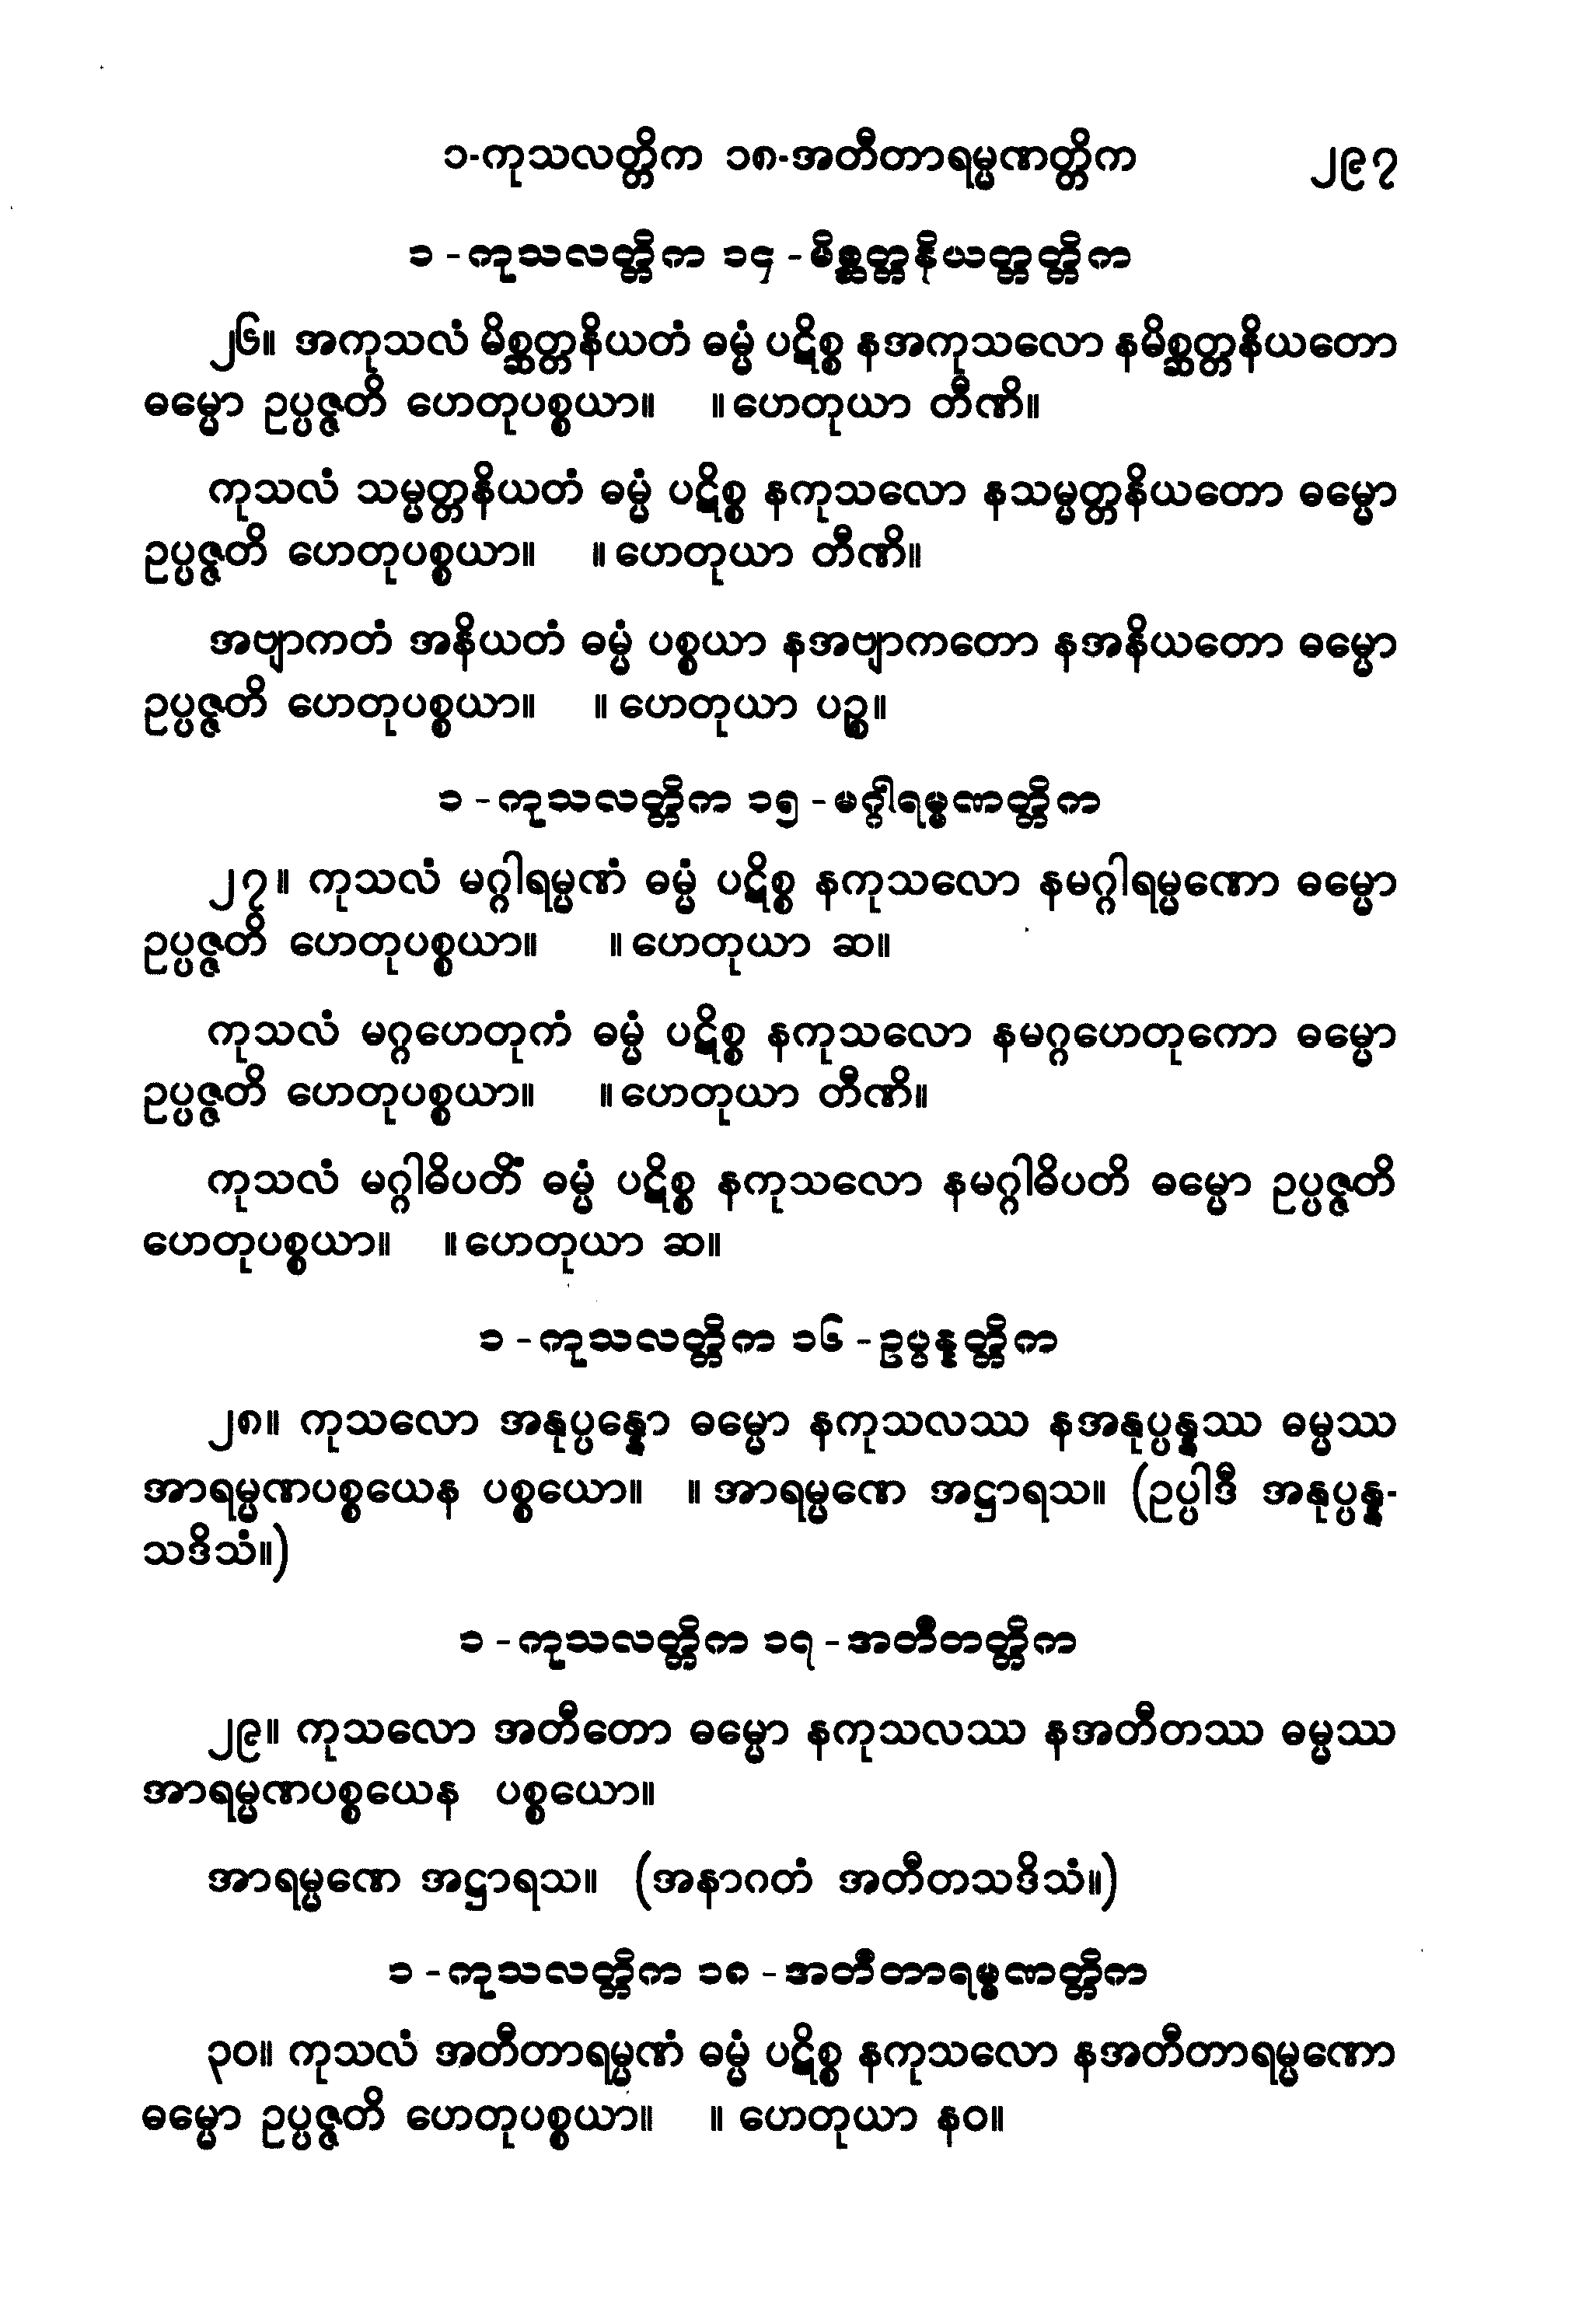 ၁-ကုသလတ္တိက ၁၈-အတီတာရမ္မဏတ္တိက ၂၉၇
၁ - ကုသလတ္တိက ၁၄ - မိစ္ဆတ္တနိယတ္တတ္တိက
၂၆။ အကုသလံ မိစ္ဆတ္တနိယတံ ဓမ္မံ ပဋိစ္စ နအကုသလော နမိစ္ဆတ္တနိယတော
ဓမ္မော ဥပ္ပဇ္ဇတိ ဟေတုပစ္စယာ။ ။ ဟေတုယာ တီဏိ။
ကုသလံ သမ္မတ္တနိယတံ ဓမ္မံ ပဋိစ္စ နကုသလော နသမ္မတ္တနိယတော ဓမ္မော
ဥပ္ပဇ္ဇတိ ဟေတုပစ္စယာ။ ။ ဟေတုယာ တီဏိ။
အဗျာကတံ အနိယတံ ဓမ္မံ ပစ္စယာ နအဗျာကတော နအနိယတော ဓမ္မော
ဥပ္ပဇ္ဇတိ ဟေတုပစ္စယာ။ ။ ဟေတုယာ ပဉ္စ။
၁ - ကုသလတ္တိက ၁၅ - မဂ္ဂါရမ္မဏတ္တိက
၂၇။ ကုသလံ မဂ္ဂါရမ္မဏံ ဓမ္မံ ပဋိစ္စ နကုသလော နမဂ္ဂါရမ္မဏော ဓမ္မော
ဥပ္ပဇ္ဇတိ ဟေတုပစ္စယာ။ ။ ဟေတုယာ ဆ။
ကုသလံ မဂ္ဂဟေတုကံ ဓမ္မံ ပဋိစ္စ နကုသလော နမဂ္ဂဟေတုကော ဓမ္မော
ဥပ္ပဇ္ဇတိ ဟေတုပစ္စယာ။ ။ ဟေတုယာ တီဏိ။
ကုသလံ မဂ္ဂါဓိပတိံ ဓမ္မံ ပဋိစ္စ နကုသလော နမဂ္ဂါဓိပတိ ဓမ္မော ဥပ္ပဇ္ဇတိ
ဟေတုပစ္စယာ။ ။ ဟေတုယာ ဆ။
၁ - ကုသလတ္တိက ၁၆ - ဥပ္ပန္နတ္တိက
၂၈။ ကုသလော အနုပ္ပန္နော ဓမ္မော နကုသလဿ နအနုပ္ပန္နဿ ဓမ္မဿ
အာရမ္မဏပစ္စယေန ပစ္စယော။ ။ အာရမ္မဏေ အဋ္ဌာရသ။ (ဥပ္ပါဒီ အနုပ္ပန္န-
သဒိသံ။)
၁ - ကုသလတ္တိက ၁၇ - အတီတတ္တိက
၂၉။ ကုသလော အတီတော ဓမ္မော နကုသလဿ နအတီတဿ ဓမ္မဿ
အာရမ္မဏပစ္စယေန ပစ္စယော။
အာရမ္မဏေ အဋ္ဌာရသ။ (အနာဂတံ အတီတသဒိသံ။)
၁ - ကုသလတ္တိက ၁၈ - အတီတာရမ္မဏတ္တိက
၃၀။ ကုသလံ အတီတာရမ္မဏံ ဓမ္မံ ပဋိစ္စ နကုသလော နအတီတာရမ္မဏော
ဓမ္မော ဥပ္ပဇ္ဇတိ ဟေတုပစ္စယာ။ ။ ဟေတုယာ နဝ။